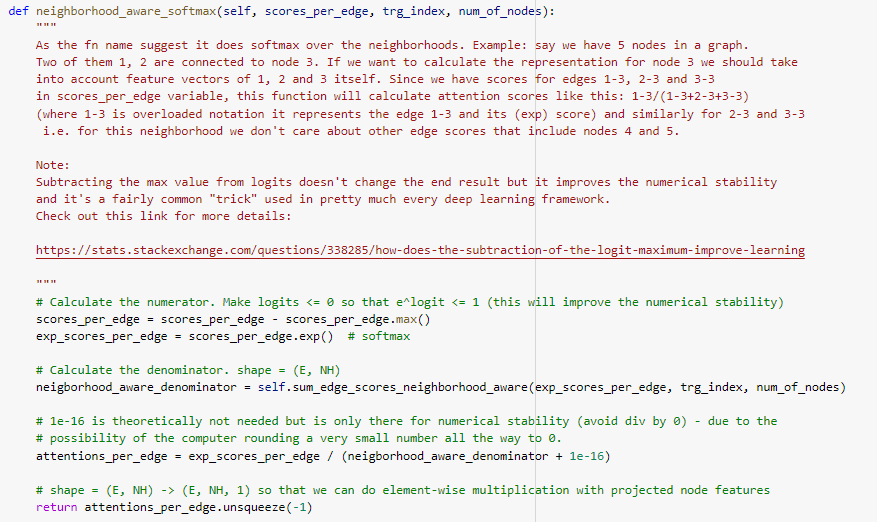 def neighborhood_aware_softmax(self, scores_per_edge, trg_index, num_of_nodes):
"""
As the fn name suggest it does softmax over the neighborhoods. Example: say we have 5 nodes in a graph.
Two of them 1, 2 are connected to node 3. If we want to calculate the representation for node 3 we should take
into account feature vectors of 1, 2 and 3 itself. Since we have scores for edges 1-3, 2-3 and 3-3
in scores_per_edge variable, this function will calculate attention scores like this: 1-3/(1-3+2-3+3-3)
(where 1-3 is overloaded notation it represents the edge 1-3 and its (exp) score) and similarly for 2-3 and 3-3
i.e. for this neighborhood we don't care about other edge scores that include nodes 4 and 5.
Note:
Subtracting the max value from logits doesn't change the end result but it improves the numerical stability
and it's a fairly common "trick" used in pretty much every deep learning framework.
Check out this link for more details:
https://stats.stackexchange.com/questions/338285/how-does-the-subtraction-of-the-logit-maximum-improve-learning
"""
# Calculate the numerator. Make logits <= 0 so that e^logit <= 1 (this will improve the numerical stability)
scores_per_edge = scores_per_edge - scores_per_edge.max()
exp_scores_per_edge = scores_per_edge.exp()  # softmax
# Calculate the denominator. shape = (E, NH)
neigborhood_aware_denominator = self.sum_edge_scores_neighborhood_aware(exp_scores_per_edge, trg_index, num_of_nodes)
# 1e-16 is theoretically not needed but is only there for numerical stability (avoid div by 0) - due to the
# possibility of the computer rounding a very small number all the way to 0.
attentions_per_edge = exp_scores_per_edge / (neigborhood_aware_denominator + 1e-16)
# shape = (E, NH) -> (E, NH, 1) so that we can do element-wise multiplication with projected node features
return attentions_per_edge.unsqueeze(-1)